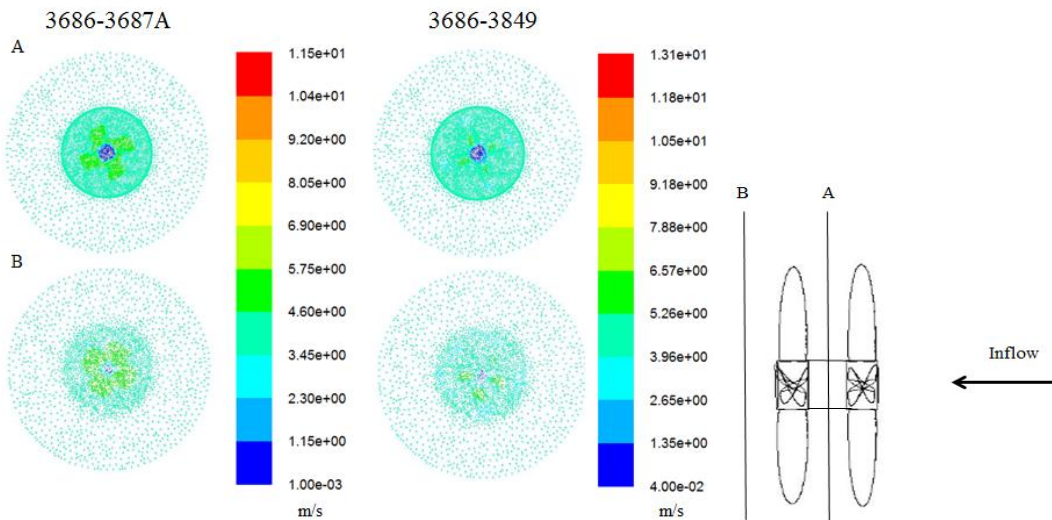 3686-3687A
3686-3849
A
1.15e+01
1.04e+01
9.20e+00
8.05e+00
6.90e+00
5.75e+00
4.60e+00
3.45e+00
2.30e+00
1.15e+00
1.00e-03
m/s
1.31e+01
1.18e+01
1.05e+01
9.18e+00
7.88e+00
6.57e+00
5.26e+00
3.96e+00
2.65e+00
1.35e+00
4.00e-02
m/s
B
B
A
Inflow